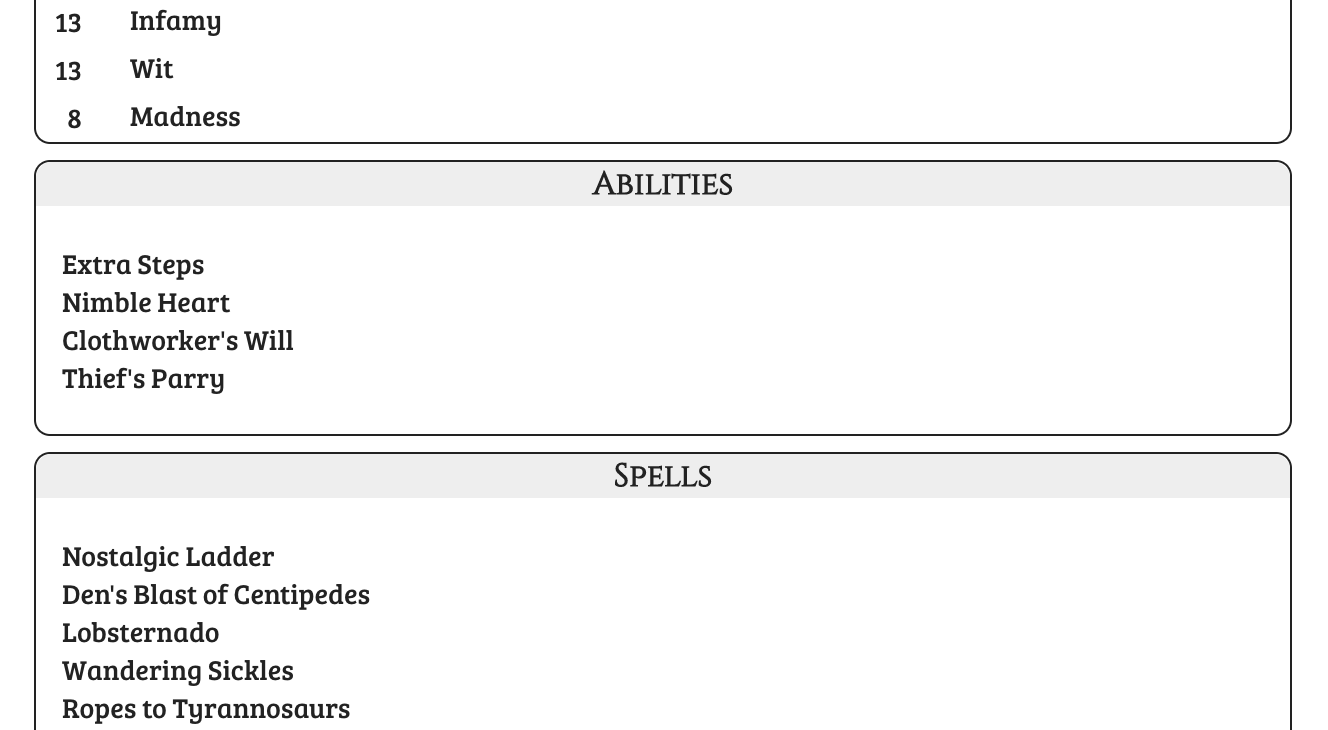 13 Infamy
13 Wit
8 Madness
Abilities
Extra Steps
Nimble Heart
Clothworker's Will
Thief's Parry
Spells
Nostalgic Ladder
Den's Blast of Centipedes
Lobsternado
Wandering Sickles
Ropes to Tyrannosaurs